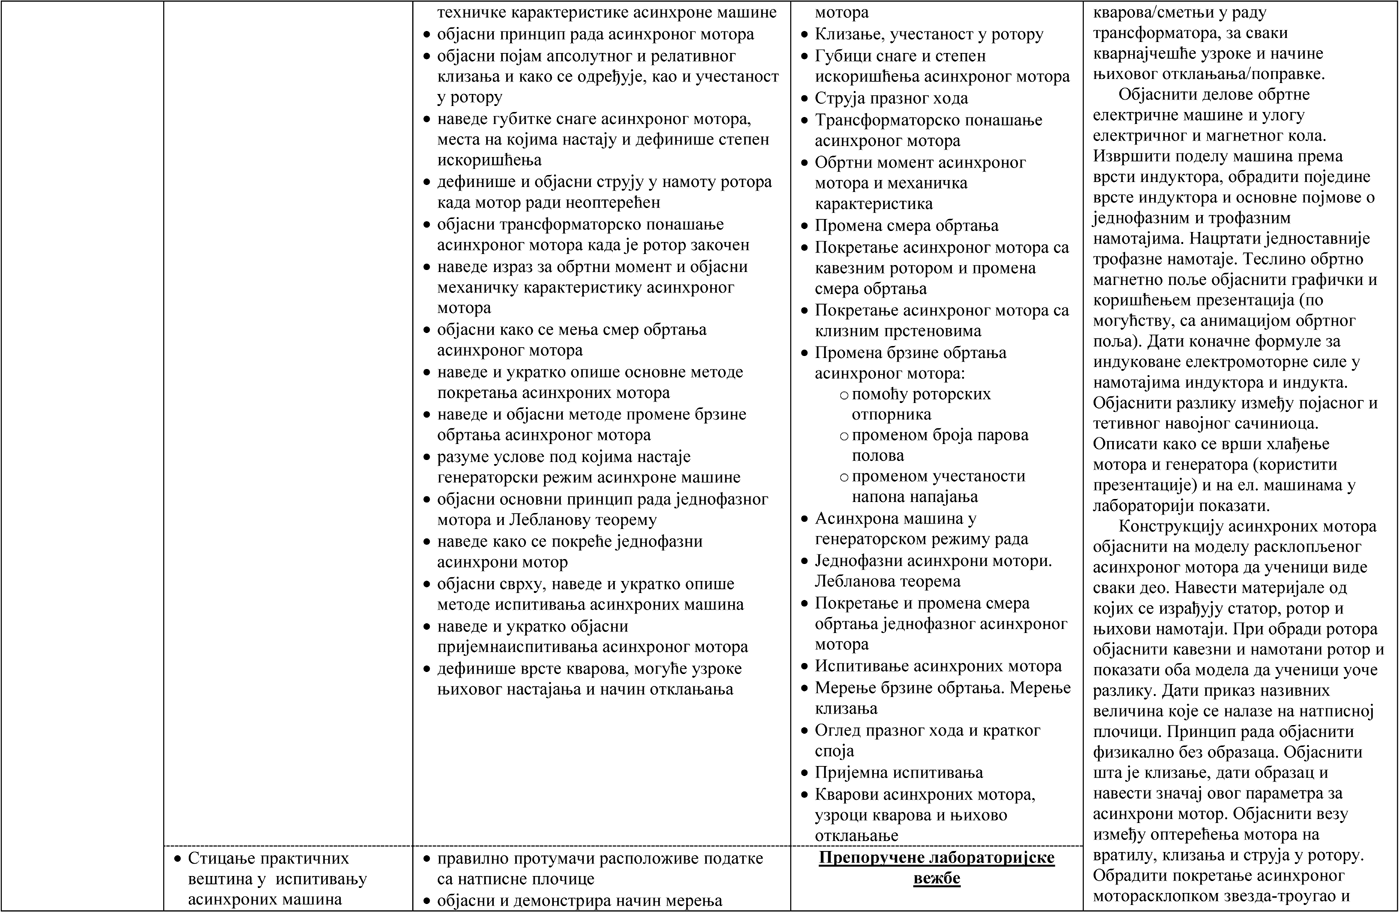 техничке карактеристике асинхроне машине
• објасни принцип рада асинхроног мотора
• објасни појам апсолутног и релативног
клизања и како се одређује, као и учестаност
у ротору
• наведе губитке снаге асинхроног мотора,
места на којима настају и дефинише степен
искоришћења
• дефинише и објасни струју у намоту ротора
када мотор ради неоптерећен
• објасни трансформаторско понашање
асинхроног мотора када је ротор закочен
• наведе израз за обртни момент и објасни
механичку карактеристику асинхроног
мотора
• објасни како се мења смер обртања
асинхроног мотора
• наведе и укратко опише основне методе
покретања асинхроних мотора
• наведе и објасни методе промене брзине
обртања асинхроног мотора
• разуме услове под којима настаје
генераторски режим асинхроне машине
• објасни основни принцип рада једнофазног
мотора и Лебланову теорему
• наведе како се покреће једнофазни
асинхрони мотор
• објасни сврху, наведе и укратко опише
методе испитивања асинхроних машина
• наведе и укратко објасни
пријемнаиспитивања асинхроног мотора
• дефинише врсте кварова, могуће узроке
њиховог настајања и начин отклањања
мотора
• Клизање, учестаност у ротору
• Губици снаге и степен
искоришћења асинхроног мотора
• Струја празног хода
• Трансформаторско понашање
асинхроног мотора
• Обртни момент асинхроног
мотора и механичка
карактеристика
• Промена смера обртања
• Покретање асинхроног мотора са
кавезним ротором и промена
смера обртања
• Покретање асинхроног мотора са
клизним прстеновима
• Промена брзине обртања
асинхроног мотора:
○ помоћу роторских
отпорника
○ променом броја парова
полова
○ променом учестаности
напона напајања
• Асинхрона машина у
генераторском режиму рада
• Једнофазни асинхрони мотори.
Лебланова теорема
• Покретање и промена смера
обртања једнофазног асинхроног
мотора
• Испитивање асинхроних мотора
• Мерење брзине обртања. Мерење
клизања
• Оглед празног хода и кратког
споја
• Пријемна испитивања
• Кварови асинхроних мотора,
узроци кварова и њихово
отклањање
кварова/сметњи у раду
трансформатора, за сваки
кварнајчешће узроке и начине
њиховог отклањања/поправке.
Објаснити делове обртне
електричне машине и улогу
електричног и магнетног кола.
Извршити поделу машина према
врсти индуктора, обрадити поједине
врсте индуктора и основне појмове о
једнофазним и трофазним
намотајима. Нацртати једноставније
трофазне намотаје. Теслино обртно
магнетно поље објаснити графички и
коришћењем презентација (по
могућству, са анимацијом обртног
поља). Дати коначне формуле за
индуковане електромоторне силе у
намотајима индуктора и индукта.
Објаснити разлику између појасног и
тетивног навојног сачиниоца.
Описати како се врши хлађење
мотора и генератора (користити
презентације) и на ел. машинама у
лабораторији показати.
Конструкцију асинхроних мотора
објаснити на моделу расклопљеног
асинхроног мотора да ученици виде
сваки део. Навести материјале од
којих се израђују статор, ротор и
њихови намотаји. При обради ротора
објаснити кавезни и намотани ротор и
показати оба модела да ученици уоче
разлику. Дати приказ називних
величина које се налазе на натписној
плочици. Принцип рада објаснити
физикално без образаца. Објаснити
шта је клизање, дати образац и
навести значај овог параметра за
асинхрони мотор. Објаснити везу
између оптерећења мотора на
вратилу, клизања и струја у ротору.
Обрадити покретање асинхроног
моторасклопком звезда-троугао и
• Стицање практичних
вештина у испитивању
асинхроних машина
• правилно протумачи расположиве податке
са натписне плочице
• објасни и демонстрира начин мерења
Препоручене лабораторијске
вежбе